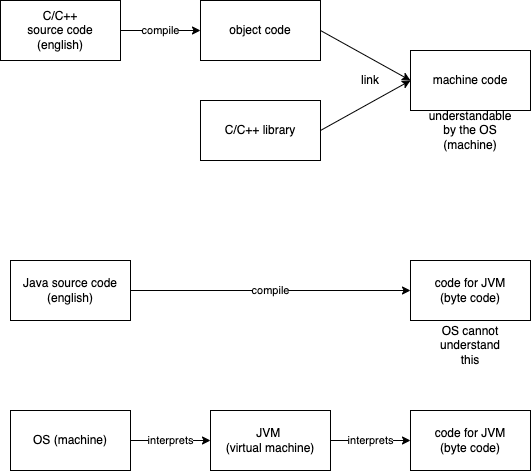 C/C++
source code
(english)
compile
object code
link
machine code
C/C++ library
understandable
by the OS
(machine)
Java source code
(english)
compile
code for JVM
(byte code)
OS cannot
understand
this
OS (machine)
interprets
JVM
(virtual machine)
interprets
code for JVM
(byte code)